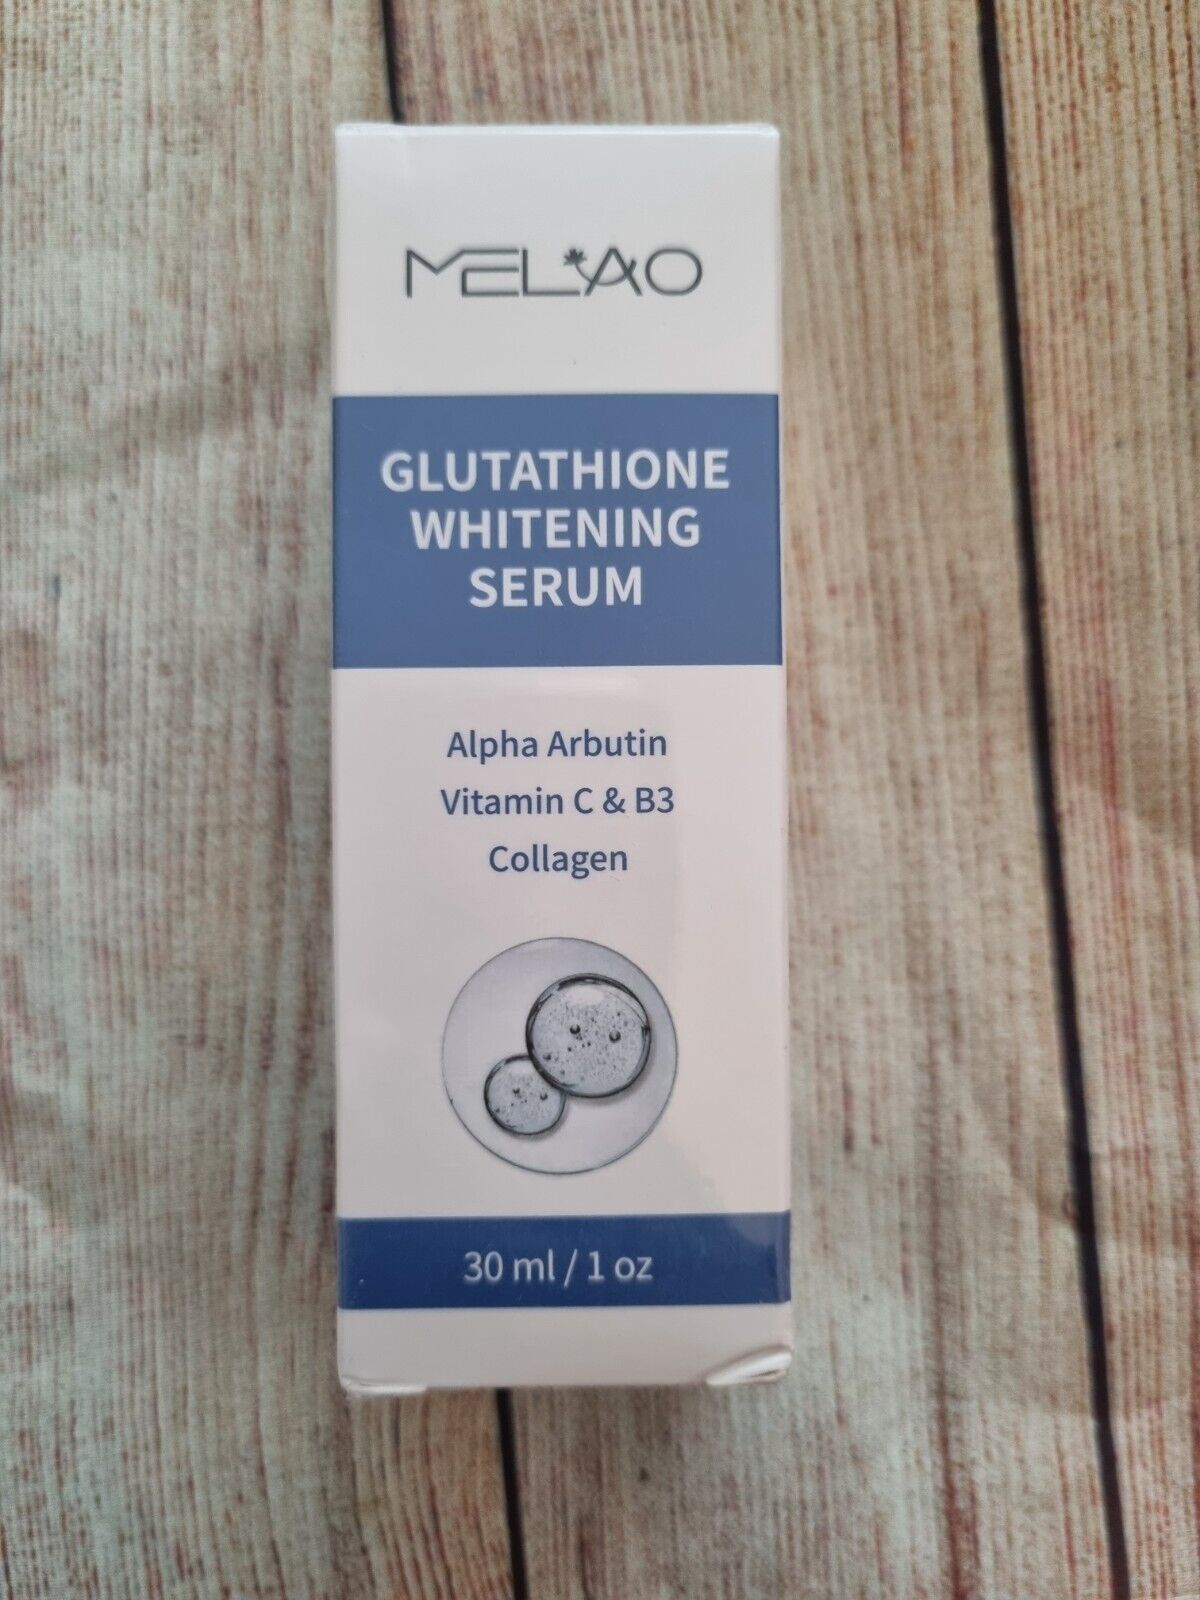 MELAO
GLUTATHIONE
WHITENING
SERUM
Alpha Arbutin
Vitamin C & B3
Collagen
30 ml / 1 oz